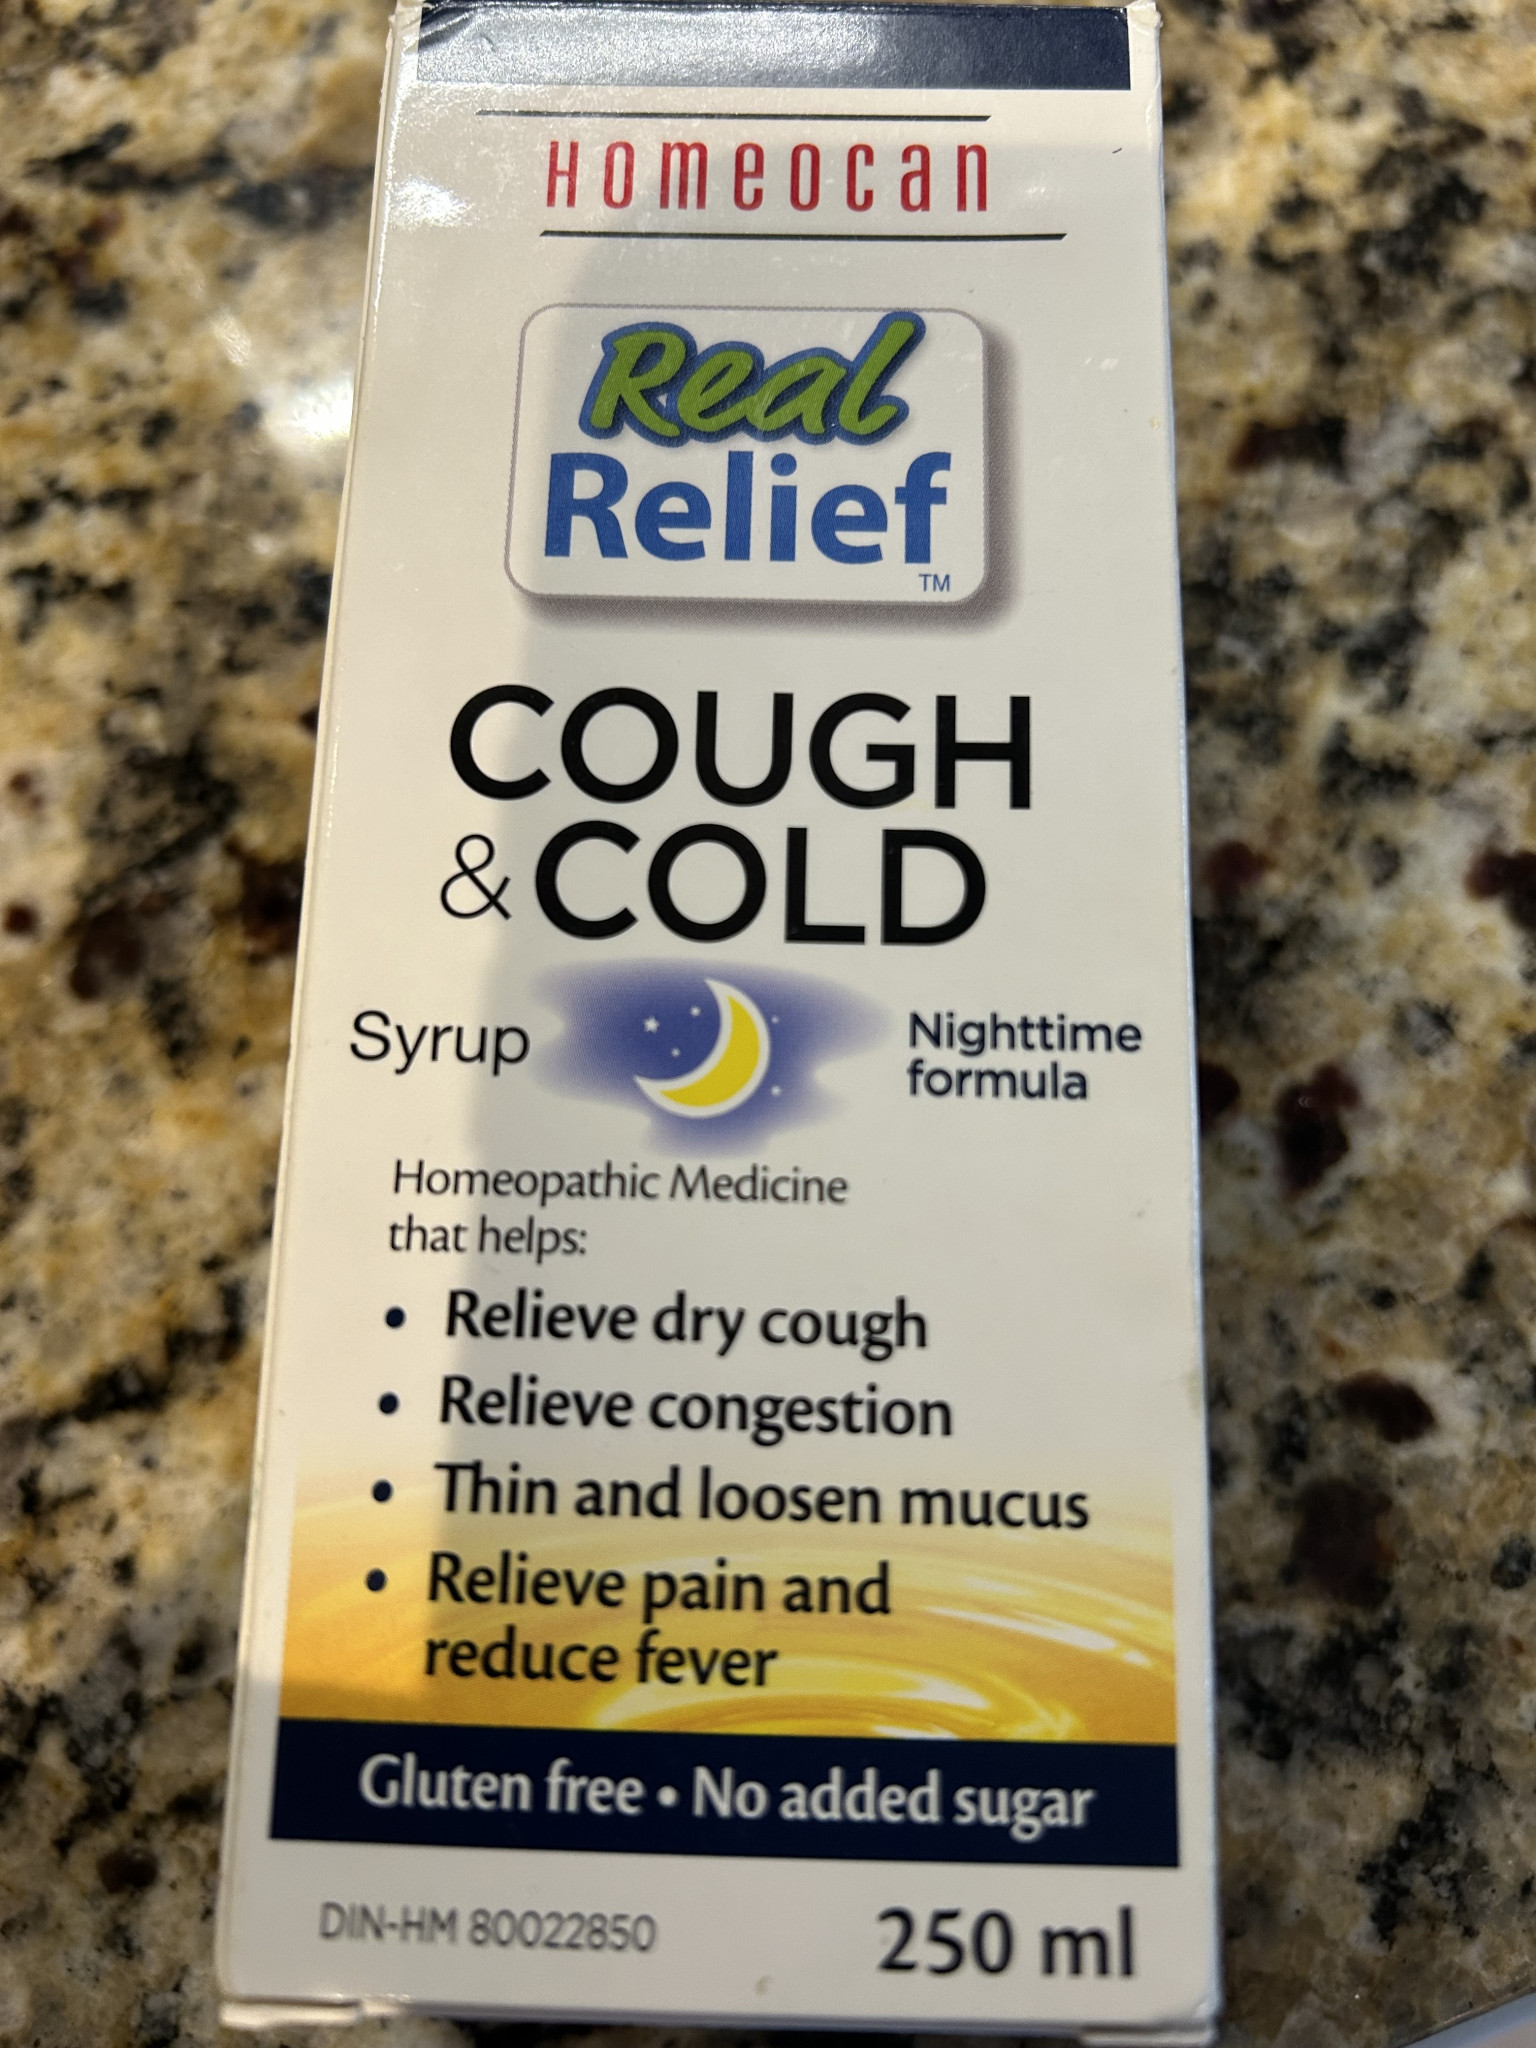 HOMEOCAN
Real
Relief
TM
COUGH
& COLD
Syrup
Nighttime
formula
Homeopathic Medicine
that helps:
• Relieve dry cough
• Relieve congestion
• Thin and loosen mucus
• Relieve pain and
reduce fever
Gluten free • No added sugar
DIN-HM 80022850
250 ml